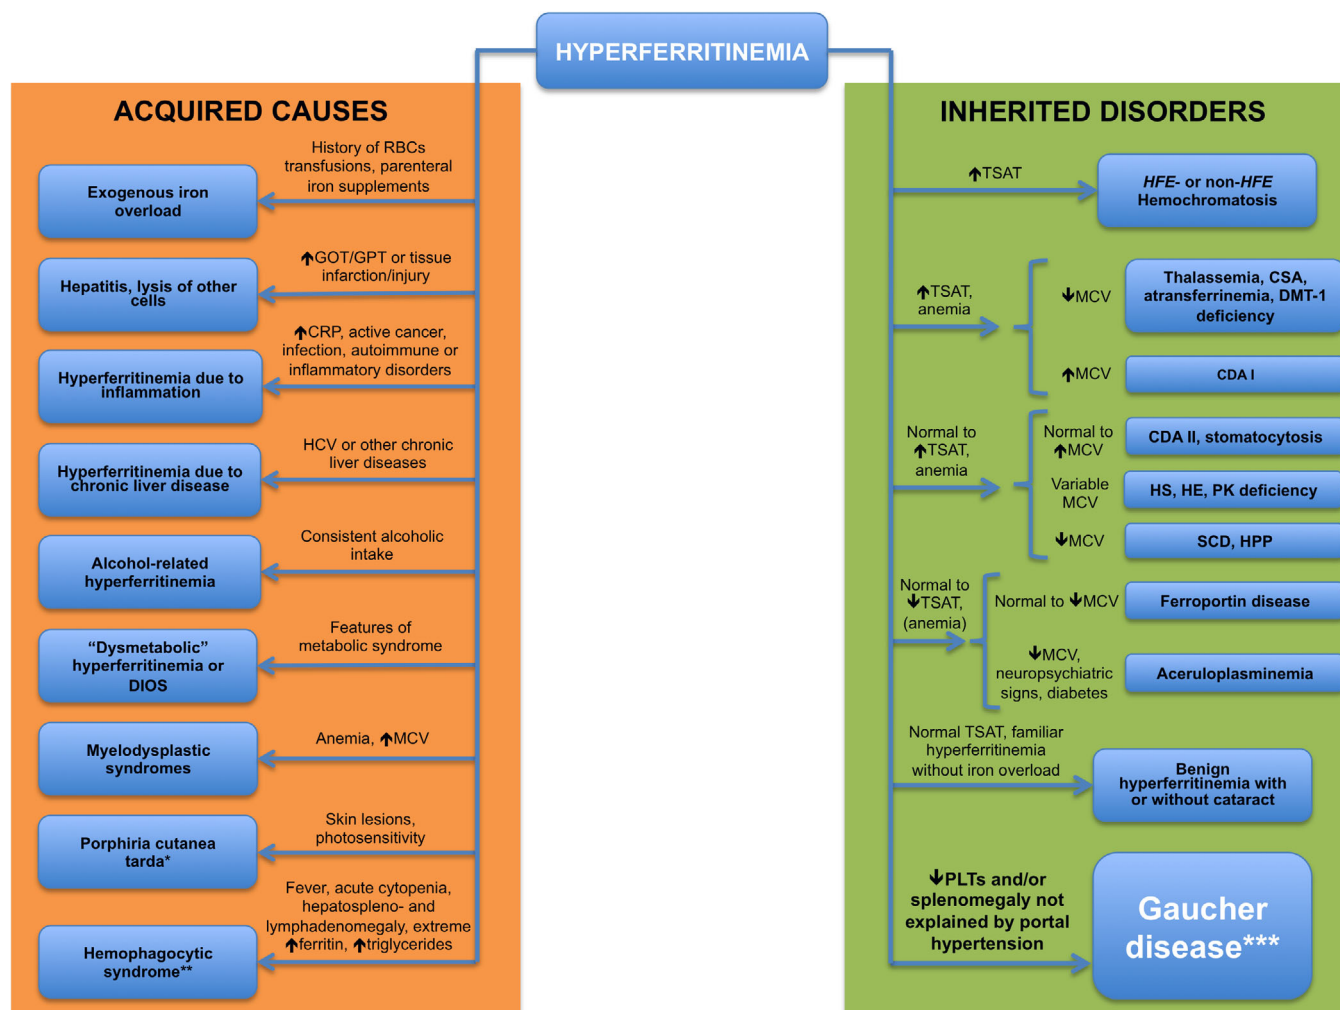 HYPERFERRITINEMIA
ACQUIRED CAUSES
History of RBCs
transfusions, parenteral
iron supplements
Exogenous iron
overload
↑GOT/GPT or tissue
infarction/injury
Hepatitis, lysis of other
cells
↑CRP, active cancer,
infection, autoimmune or
inflammatory disorders
Hyperferritinemia due to
inflammation
HCV or other chronic
liver diseases
Hyperferritinemia due to
chronic liver disease
Consistent alcoholic
intake
Alcohol-related
hyperferritinemia
Features of
metabolic syndrome
“Dysmetabolic”
hyperferritinemia or
DIOS
Anemia, ↑MCV
Myelodysplastic
syndromes
Skin lesions,
photosensitivity
Porphiria cutanea
tarda*
Fever, acute cytopenia,
hepatospleno- and
lymphadenomegaly, extreme
↑ferritin, ↑triglycerides
Hemophagocytic
syndrome**
INHERITED DISORDERS
↑TSAT
HFE- or non-HFE
Hemochromatosis
↑TSAT,
anemia
↓MCV
Thalassemia, CSA,
atransferrinemia, DMT-1
deficiency
↑MCV
CDA I
Normal to
↑TSAT,
anemia
Normal to
↑MCV
CDA II, stomatocytosis
Variable
MCV
HS, HE, PK deficiency
↓MCV
SCD, HPP
Normal to
↓TSAT,
(anemia)
Normal to ↓MCV
Ferroportin disease
↓MCV,
neuropsychiatric
signs, diabetes
Aceruloplasminemia
Normal TSAT, familiar
hyperferritinemia
without iron overload
Benign
hyperferritinemia with
or without cataract
↓PLTs and/or
splenomegaly not
explained by portal
hypertension
Gaucher
disease***